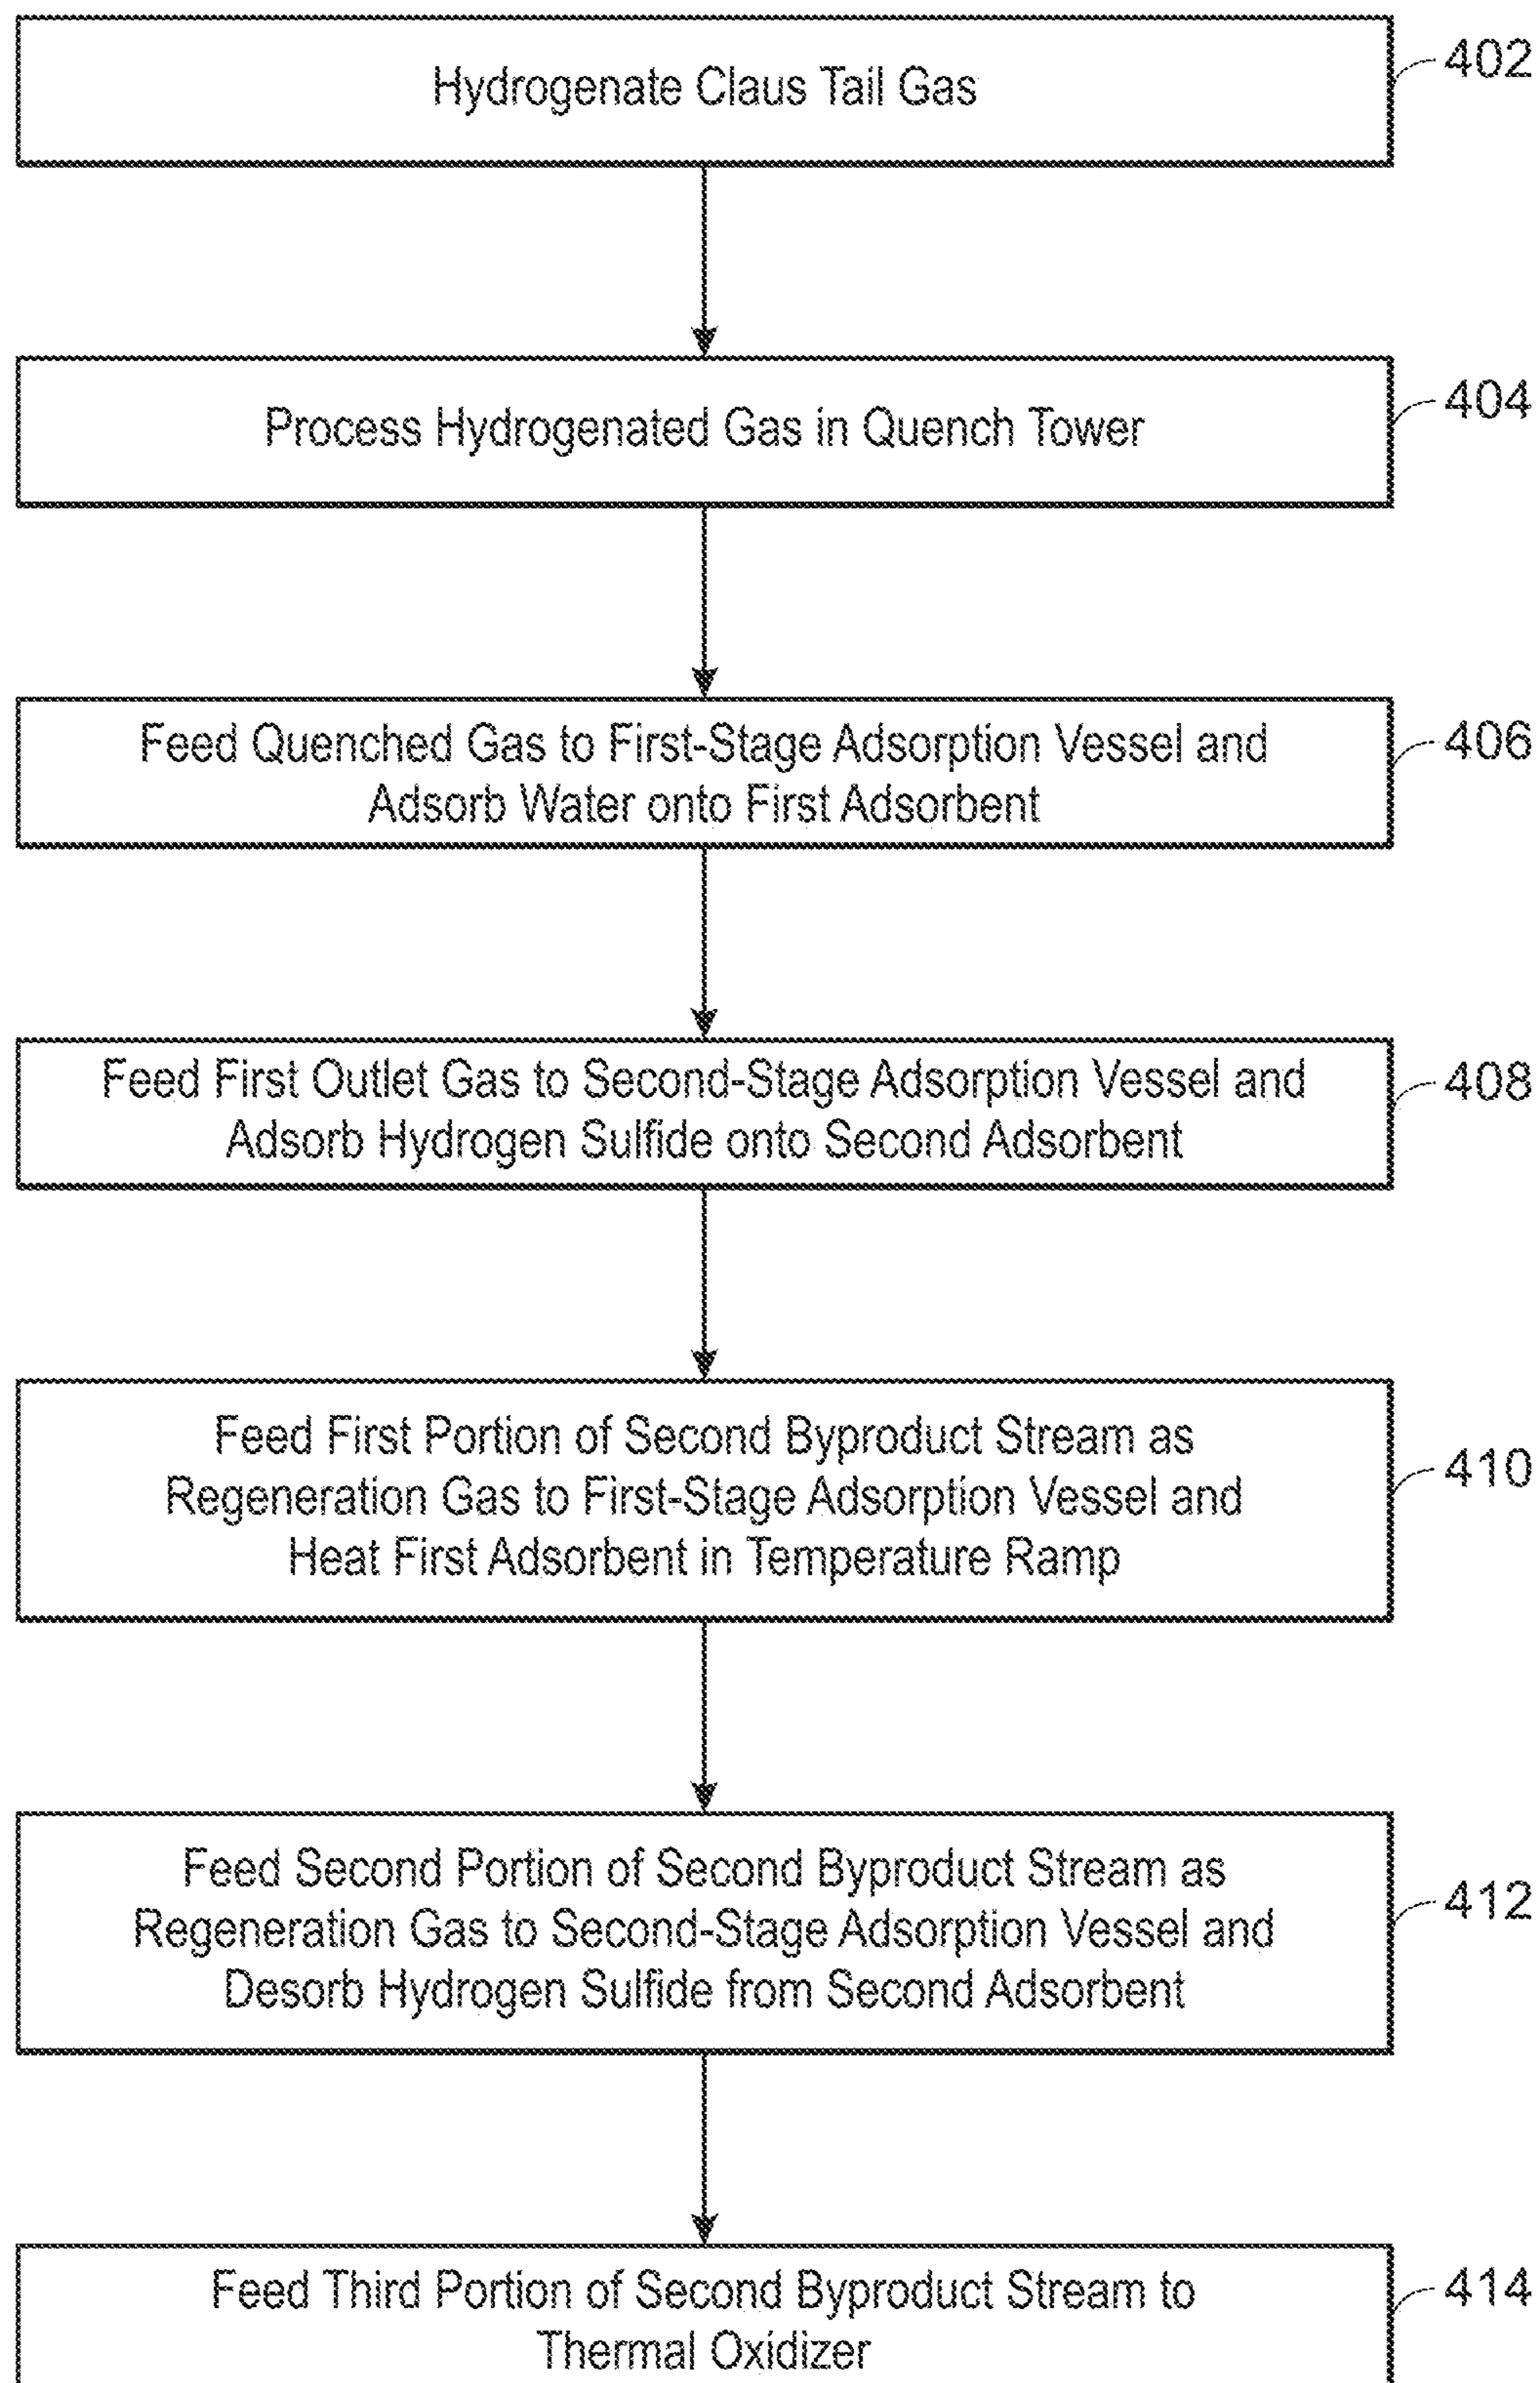 Hydrogenate Claus Tail Gas
402
Process Hydrogenated Gas in Quench Tower
404
Feed Quenched Gas to First-Stage Adsorption Vessel and
Adsorb Water onto First Adsorbent
406
Feed First Outlet Gas to Second-Stage Adsorption Vessel and
Adsorb Hydrogen Sulfide onto Second Adsorbent
408
Feed First Portion of Second Byproduct Stream as
Regeneration Gas to First-Stage Adsorption Vessel and
Heat First Adsorbent in Temperature Ramp
410
Feed Second Portion of Second Byproduct Stream as
Regeneration Gas to Second-Stage Adsorption Vessel and
Desorb Hydrogen Sulfide from Second Adsorbent
412
Feed Third Portion of Second Byproduct Stream to
Thermal Oxidizer
414